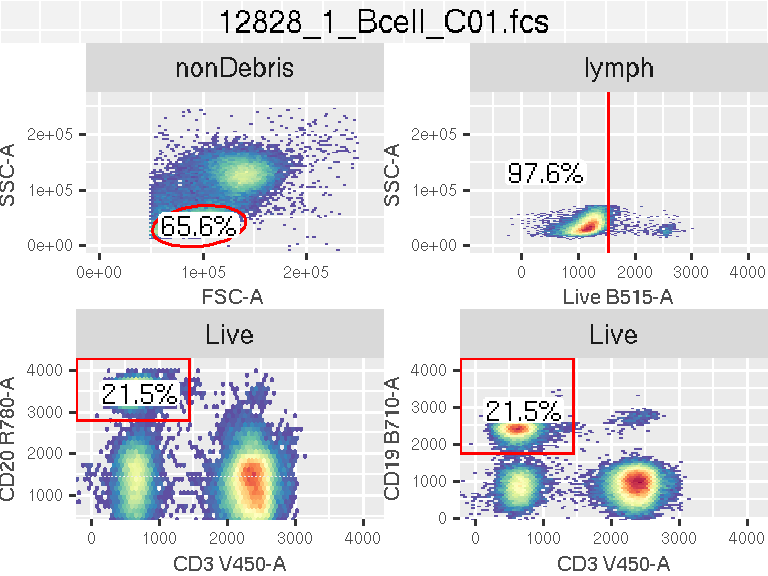 12828_1_Bcell_C01.fcs
nonDebris
SSC-A
2e+05
1e+05
0e+00
65.6%
0e+00 1e+05 2e+05
FSC-A
lymph
SSC-A
2e+05
1e+05
0e+00
97.6%
0 1000 2000 3000 4000
Live B515-A
Live
CD20 R780-A
4000
3000
2000
1000
21.5%
0 1000 2000 3000 4000
CD3 V450-A
Live
CD19 B710-A
4000
3000
2000
1000
0
21.5%
0 1000 2000 3000 4000
CD3 V450-A